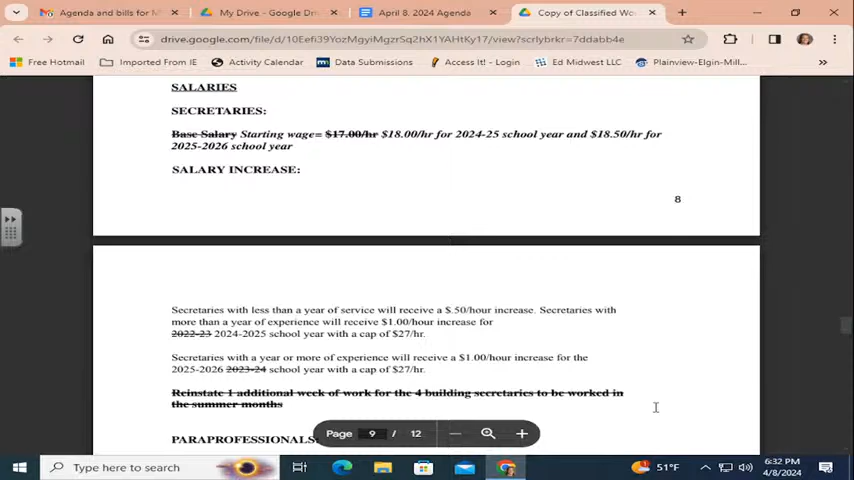 Agenda and bills for M
My Drive - Google Dr
April 8, 2024 Agenda
Copy of Classified Wo
drive.google.com/file/d/10Eefi39YozMgyiMgzrSq2hX1YAHtKy17/view?scrlybrkr=7ddabb4e
Free Hotmail
Imported From IE
Activity Calendar
Data Submissions
Access It! - Login
Ed Midwest LLC
Plainview-Elgin-Mill...
SALARIES
SECRETARIES:
Base Salary Starting wage= $17.00/hr $18.00/hr for 2024-25 school year and $18.50/hr for
2025-2026 school year
SALARY INCREASE:
8
Secretaries with less than a year of service will receive a $.50/hour increase. Secretaries with
more than a year of experience will receive $1.00/hour increase for
2022-23 2024-2025 school year with a cap of $27/hr.
Secretaries with a year or more of experience will receive a $1.00/hour increase for the
2025-2026 2023-24 school year with a cap of $27/hr.
Reinstate 1 additional week of work for the 4 building secretaries to be worked in
the summer months
PARAPROFESSIONALS:
Page 9 / 12
Type here to search
51°F
6:32 PM
4/8/2024